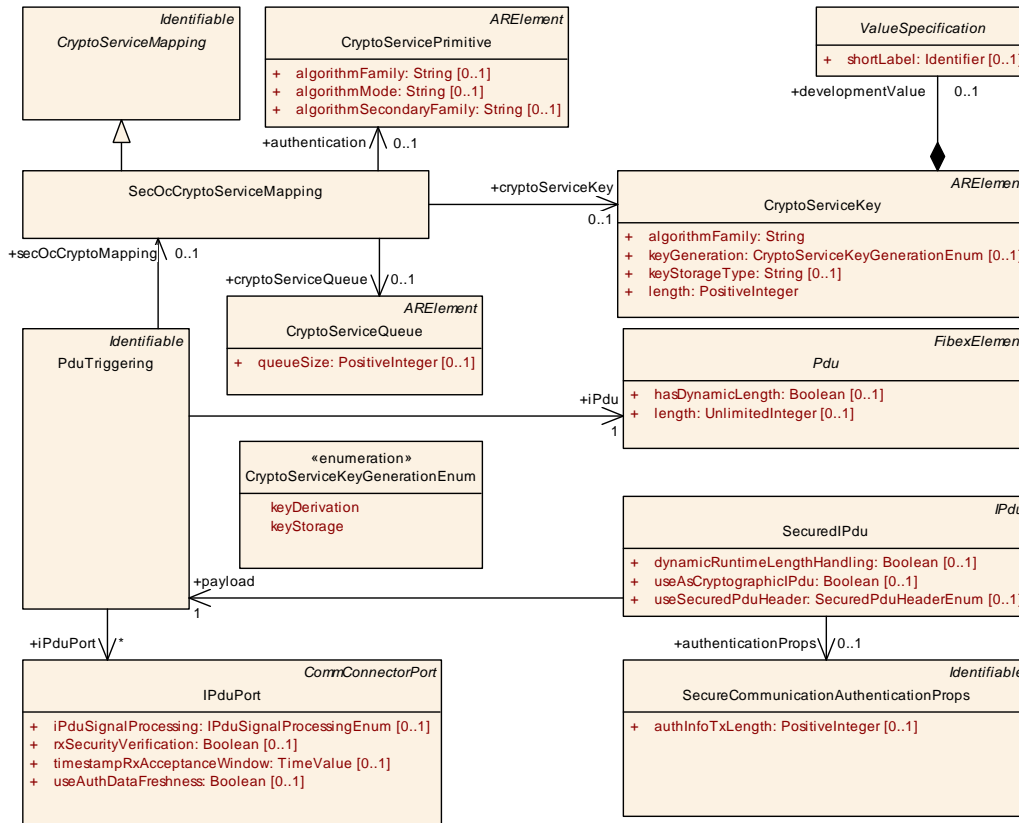 Identifiable
CryptoServiceMapping
ARElement
CryptoServicePrimitive
+ algorithmFamily: String [0..1]
+ algorithmMode: String [0..1]
+ algorithmSecondaryFamily: String [0..1]
ValueSpecification
+ shortLabel: Identifier [0..1]
+developmentValue
0..1
+authentication
0..1
SecOcCryptoServiceMapping
+cryptoServiceKey
0..1
ARElement
CryptoServiceKey
+ algorithmFamily: String
+ keyGeneration: CryptoServiceKeyGenerationEnum [0..1]
+ keyStorageType: String [0..1]
+ length: PositiveInteger
+secOcCryptoMapping
0..1
+cryptoServiceQueue
0..1
ARElement
CryptoServiceQueue
+ queueSize: PositiveInteger [0..1]
Identifiable
PduTriggering
FibexElement
Pdu
+ hasDynamicLength: Boolean [0..1]
+ length: UnlimitedInteger [0..1]
+iPdu
1
«enumeration»
CryptoServiceKeyGenerationEnum
keyDerivation
keyStorage
IPdu
SecuredIPdu
+ dynamicRuntimeLengthHandling: Boolean [0..1]
+ useAsCryptographicIPdu: Boolean [0..1]
+ useSecuredPduHeader: SecuredPduHeaderEnum [0..1]
+payload
1
+iPduPort
*
+authenticationProps
0..1
CommConnectorPort
IPduPort
+ iPduSignalProcessing: IPduSignalProcessingEnum [0..1]
+ rxSecurityVerification: Boolean [0..1]
+ timestampRxAcceptanceWindow: TimeValue [0..1]
+ useAuthDataFreshness: Boolean [0..1]
Identifiable
SecureCommunicationAuthenticationProps
+ authInfoTxLength: PositiveInteger [0..1]